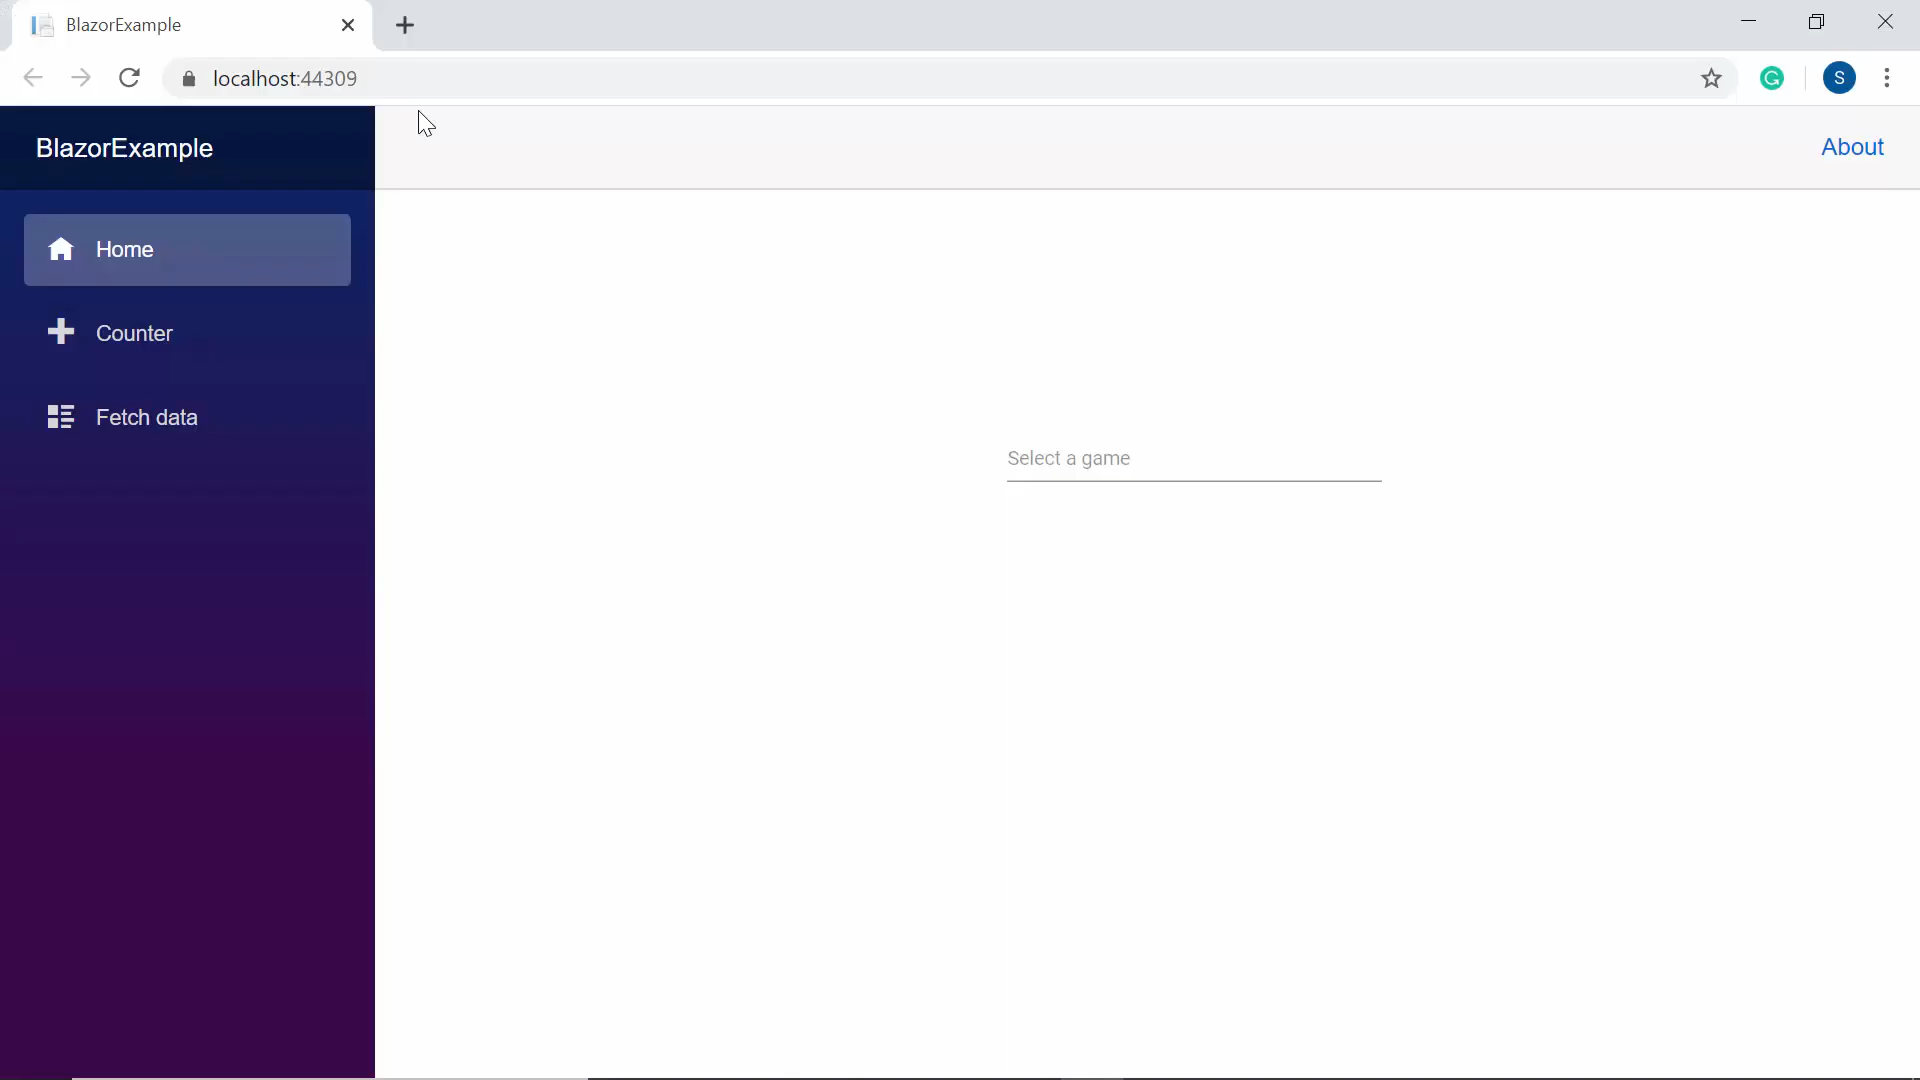 BlazorExample
localhost:44309
S
BlazorExample
About
Home
Counter
Fetch data
Select a game